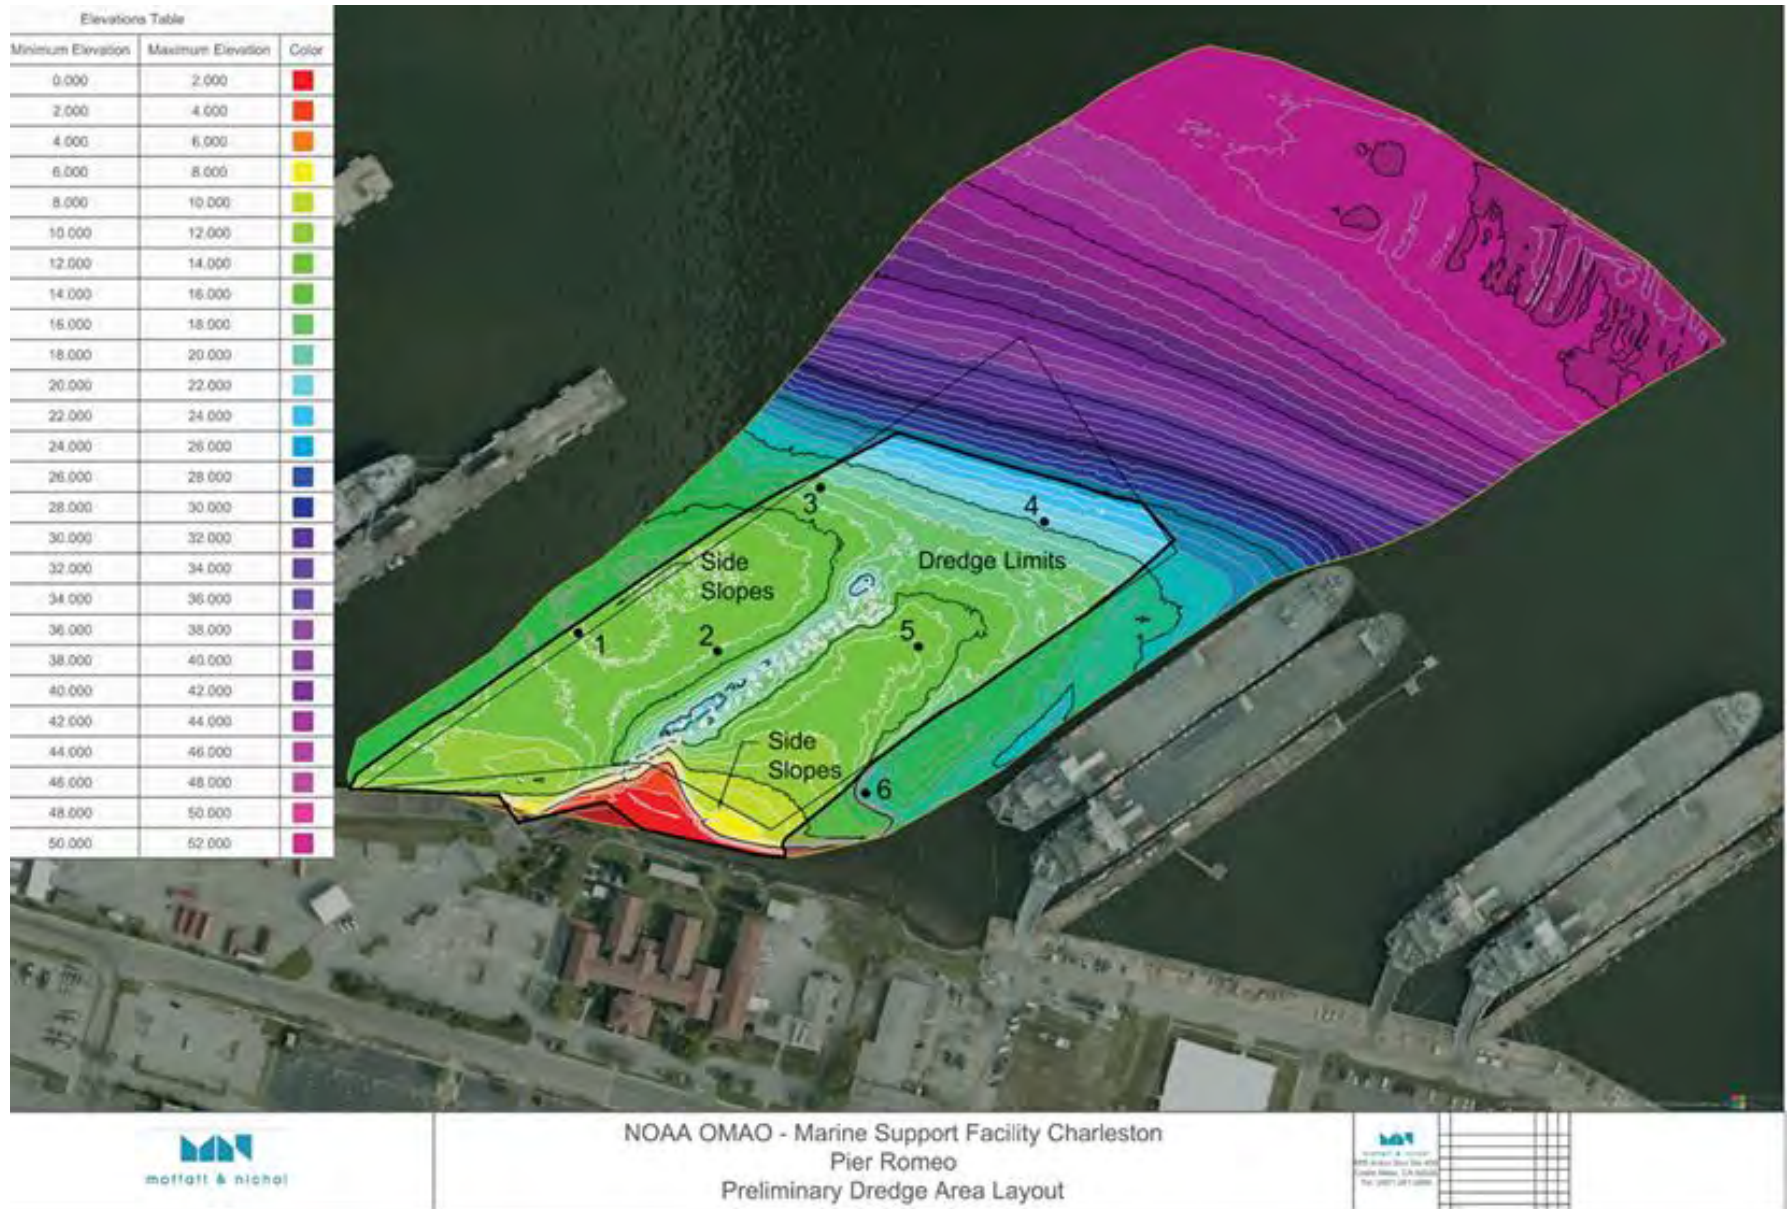 Elevations Table
Minimum Elevation Maximum Elevation Color
0.000 2.000
2.000 4.000
4.000 6.000
6.000 8.000
8.000 10.000
10.000 12.000
12.000 14.000
14.000 16.000
16.000 18.000
18.000 20.000
20.000 22.000
22.000 24.000
24.000 26.000
26.000 28.000
28.000 30.000
30.000 32.000
32.000 34.000
34.000 36.000
36.000 38.000
38.000 40.000
40.000 42.000
42.000 44.000
44.000 46.000
46.000 48.000
48.000 50.000
50.000 52.000
3
4
Side
Slopes
Dredge Limits
1
2
5
Side
Slopes
6
moffatt & nichol
NOAA OMAO - Marine Support Facility Charleston
Pier Romeo
Preliminary Dredge Area Layout
moffatt & nichol